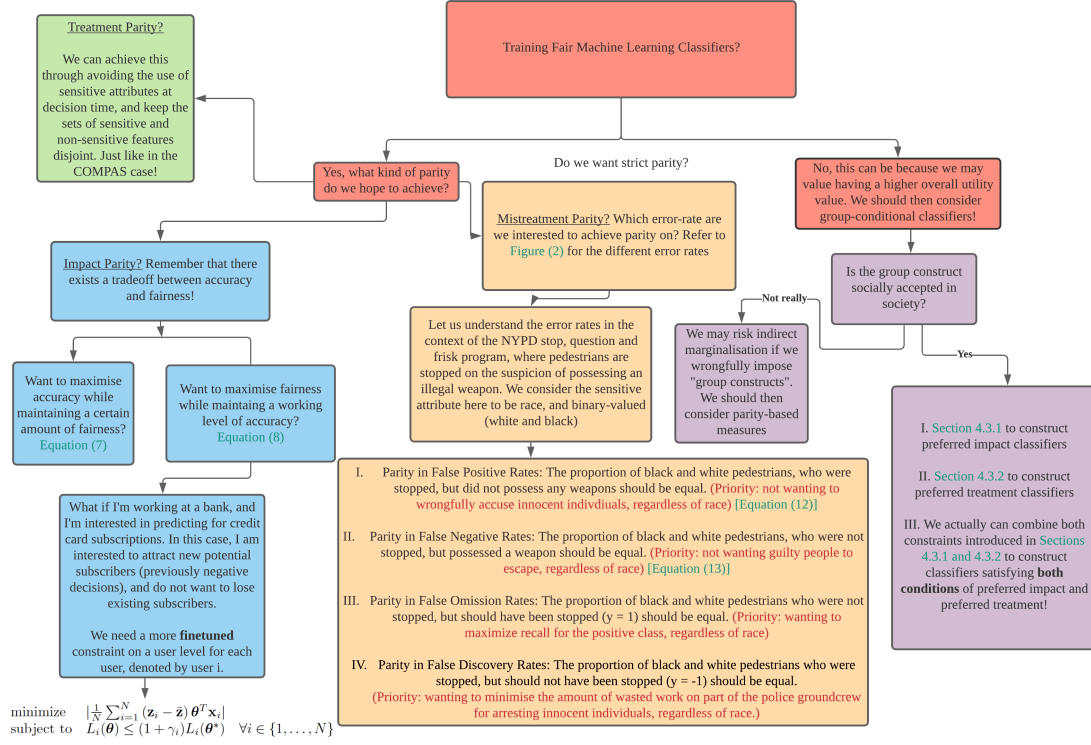 Training Fair Machine Learning Classifiers?
Treatment Parity?
We can achieve this
through avoiding the use of
sensitive attributes at
decision time, and keep the
sets of sensitive and
non-sensitive features
disjoint. Just like in the
COMPAS case!
Do we want strict parity?
Yes, what kind of parity
do we hope to achieve?
No, this can be because we may
value having a higher overall utility
value. We should then consider
group-conditional classifiers!
Mistreatment Parity? Which error-rate are
we interested to achieve parity on? Refer to
Figure (2) for the different error rates
Impact Parity? Remember that there
exists a tradeoff between accuracy
and fairness!
Is the group construct
socially accepted in
society?
Not really
Yes
Let us understand the error rates in the
context of the NYPD stop, question and
frisk program, where pedestrians are
stopped on the suspicion of possessing an
illegal weapon. We consider the sensitive
attribute here to be race, and binary-valued
(white and black)
We may risk indirect
marginalisation if we
wrongfully impose
"group constructs".
We should then
consider parity-based
measures
Want to maximise
accuracy while
maintaining a certain
amount of fairness?
Equation (7)
Want to maximise fairness
while maintaing a working
level of accuracy?
Equation (8)
I. Section 4.3.1 to construct
preferred impact classifiers
II. Section 4.3.2 to construct
preferred treatment classifiers
III. We actually can combine both
constraints introduced in Sections
4.3.1 and 4.3.2 to construct
classifiers satisfying both
conditions of preferred impact and
preferred treatment!
I. Parity in False Positive Rates: The proportion of black and white pedestrians, who were
stopped, but did not possess any weapons should be equal. (Priority: not wanting to
wrongfully accuse innocent indivdiuals, regardless of race) [Equation (12)]
II. Parity in False Negative Rates: The proportion of black and white pedestrians, who were not
stopped, but possessed a weapon should be equal. (Priority: not wanting guilty people to
escape, regardless of race) [Equation (13)]
III. Parity in False Omission Rates: The proportion of black and white pedestrians who were not
stopped, but should have been stopped (y = 1) should be equal. (Priority: wanting to
maximize recall for the positive class, regardless of race)
IV. Parity in False Discovery Rates: The proportion of black and white pedestrians who were
stopped, but should not have been stopped (y = -1) should be equal.
(Priority: wanting to minimise the amount of wasted work on part of the police groundcrew
for arresting innocent individuals, regardless of race.)
What if I'm working at a bank, and
I'm interested in predicting for credit
card subscriptions. In this case, I am
interested to attract new potential
subscribers (previously negative
decisions), and do not want to lose
existing subscribers.
We need a more finetuned
constraint on a user level for each
user, denoted by user i.
minimize |1/N ∑_{i=1}^{N} (z_i − z̄) θ^T x_i|
subject to L_i(θ) ≤ (1 + γ_i)L_i(θ*) ∀i ∈ {1, . . . , N}